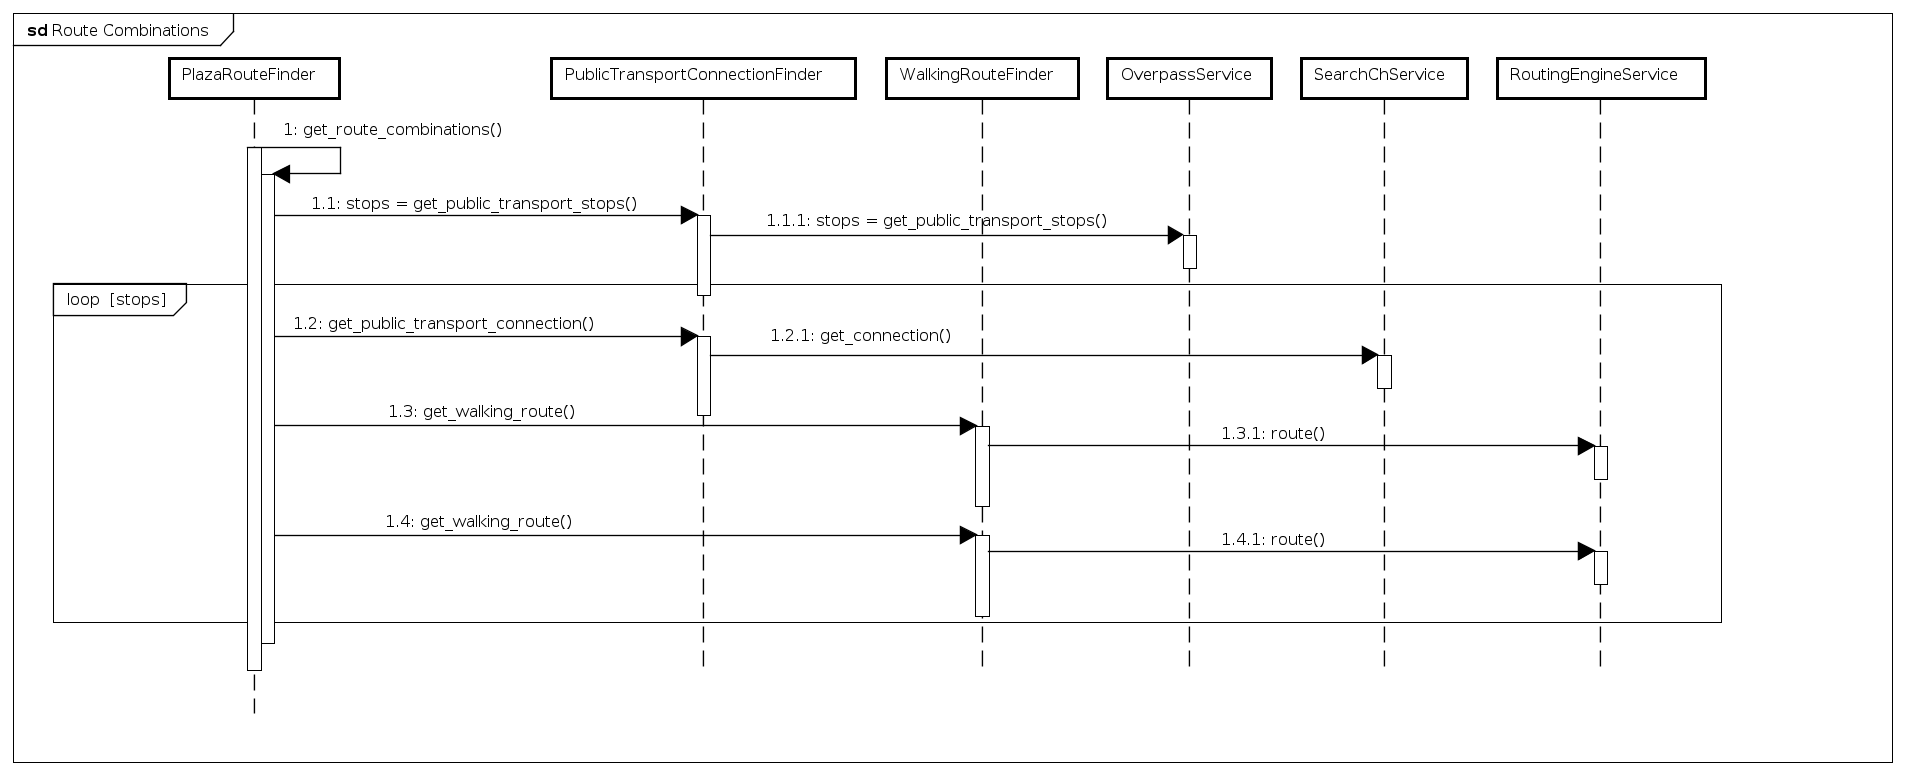 sd Route Combinations
PlazaRouteFinder
PublicTransportConnectionFinder
WalkingRouteFinder
OverpassService
SearchChService
RoutingEngineService
1: get_route_combinations()
1.1: stops = get_public_transport_stops()
1.1.1: stops = get_public_transport_stops()
loop [stops]
1.2: get_public_transport_connection()
1.2.1: get_connection()
1.3: get_walking_route()
1.3.1: route()
1.4: get_walking_route()
1.4.1: route()